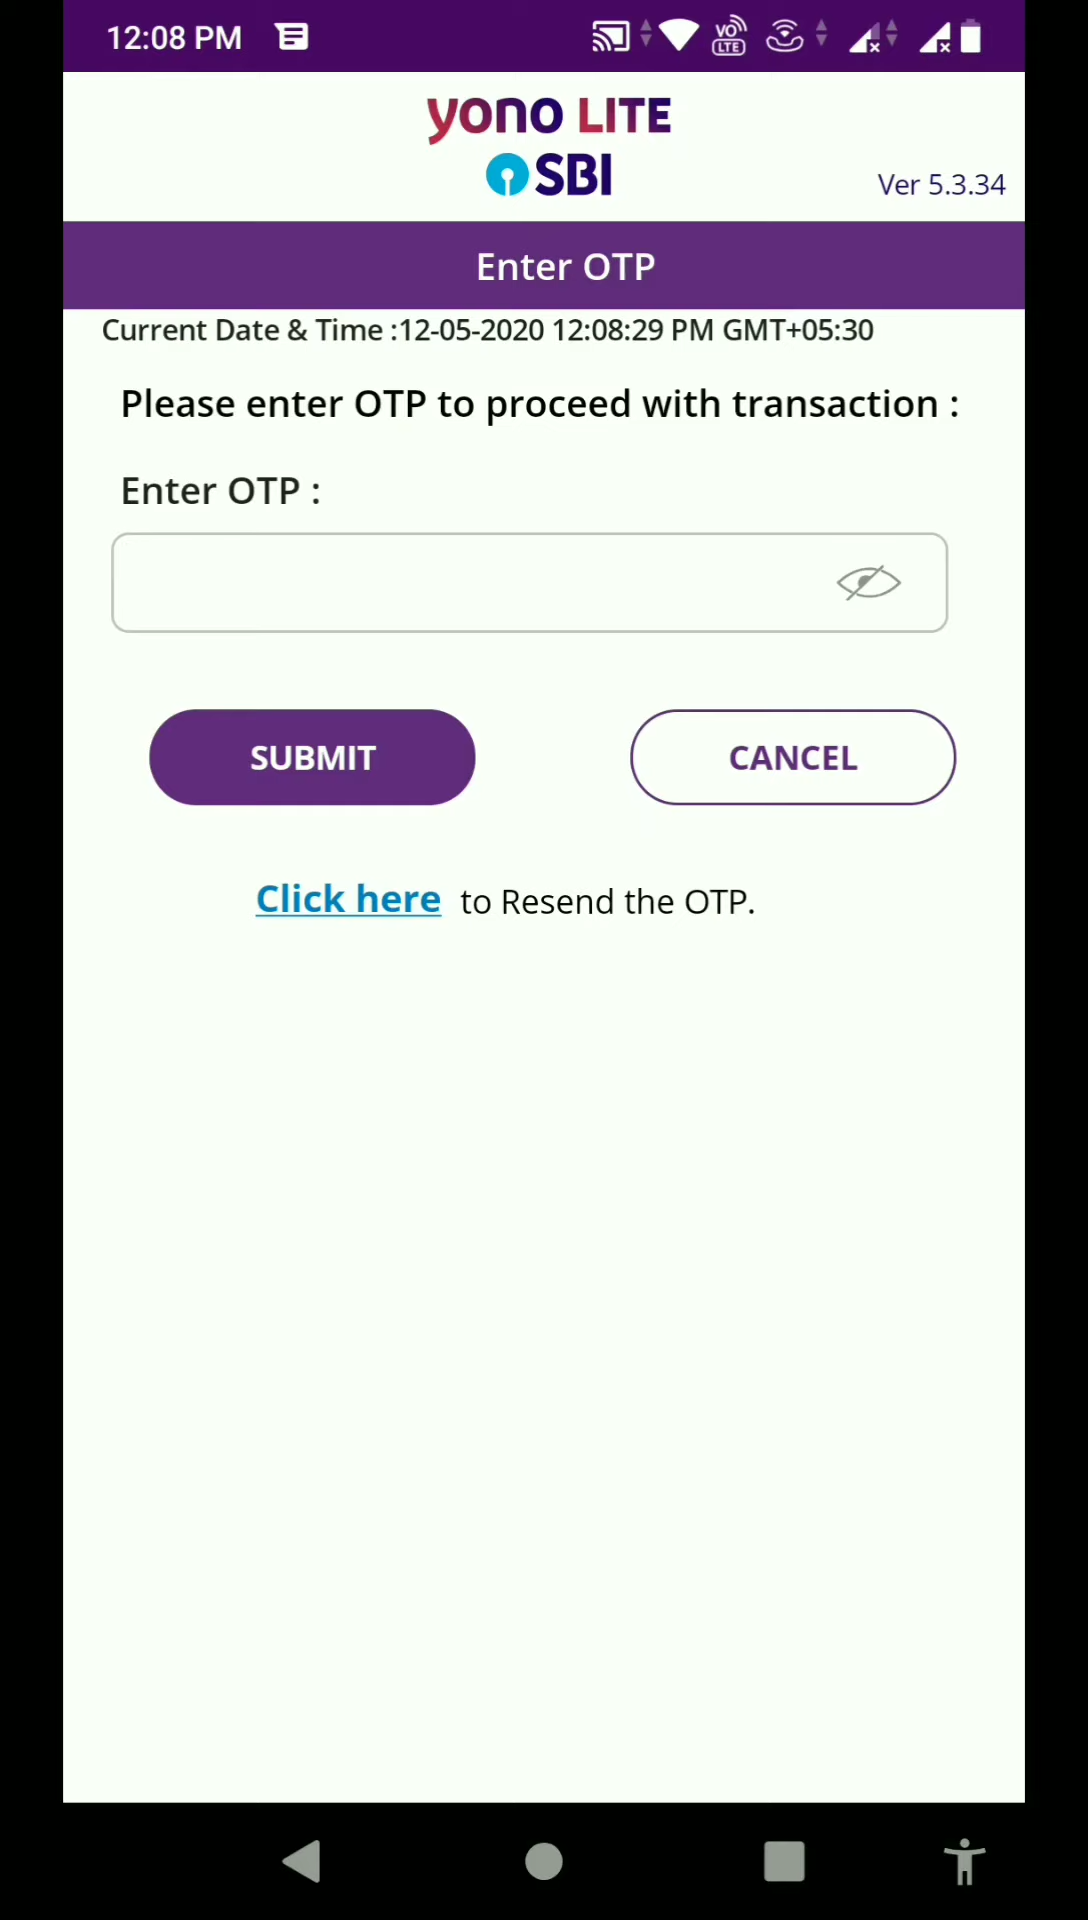 12:08 PM
VO LTE
yono LITE
SBI
Ver 5.3.34
Enter OTP
Current Date & Time :12-05-2020 12:08:29 PM GMT+05:30
Please enter OTP to proceed with transaction :
Enter OTP :
SUBMIT CANCEL
Click here to Resend the OTP.